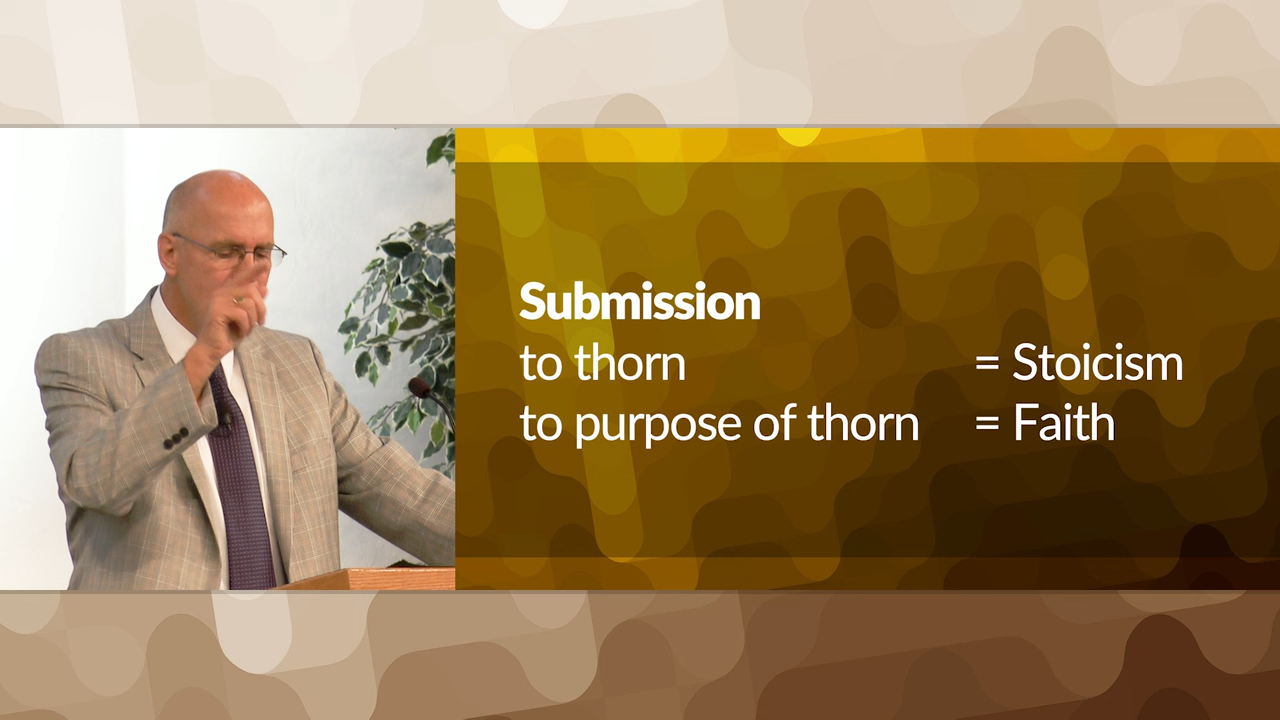 Submission
to thorn = Stoicism
to purpose of thorn = Faith